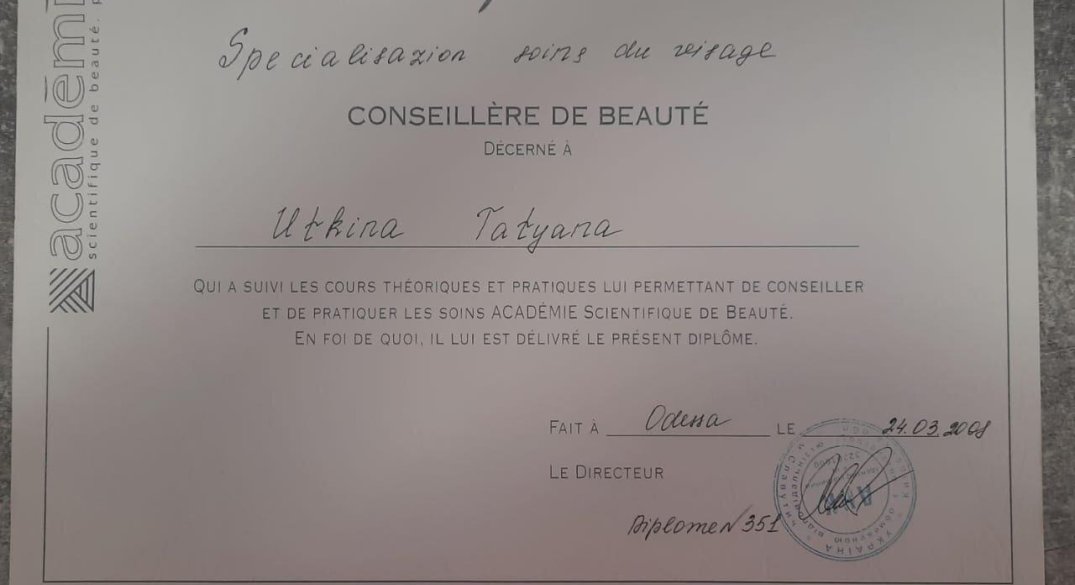 académi
scientifique de beauté.
Specialisazion soins du visage
CONSEILLÈRE DE BEAUTÉ
DÉCERNÉ À
Utkina Tatyana
QUI A SUIVI LES COURS THÉORIQUES ET PRATIQUES LUI PERMETTANT DE CONSEILLER
ET DE PRATIQUER LES SOINS ACADÉMIE SCIENTIFIQUE DE BEAUTÉ.
EN FOI DE QUOI, IL LUI EST DÉLIVRÉ LE PRÉSENT DIPLÔME.
FAIT À Odessa LE 24.03.2008
LE DIRECTEUR
Diplome N 351
УКРАЇНА